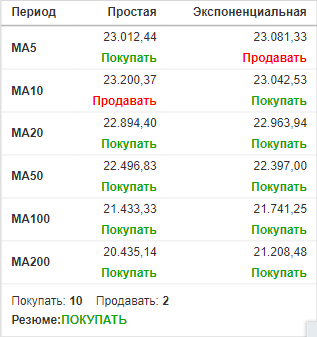 Период Простая Экспоненциальная
MA5 23.012,44 23.081,33
Покупать Продавать
MA10 23.200,37 23.042,53
Продавать Покупать
MA20 22.894,40 22.963,94
Покупать Покупать
MA50 22.496,83 22.397,00
Покупать Покупать
MA100 21.433,33 21.741,25
Покупать Покупать
MA200 20.435,14 21.208,48
Покупать Покупать
Покупать: 10 Продавать: 2
Резюме:ПОКУПАТЬ